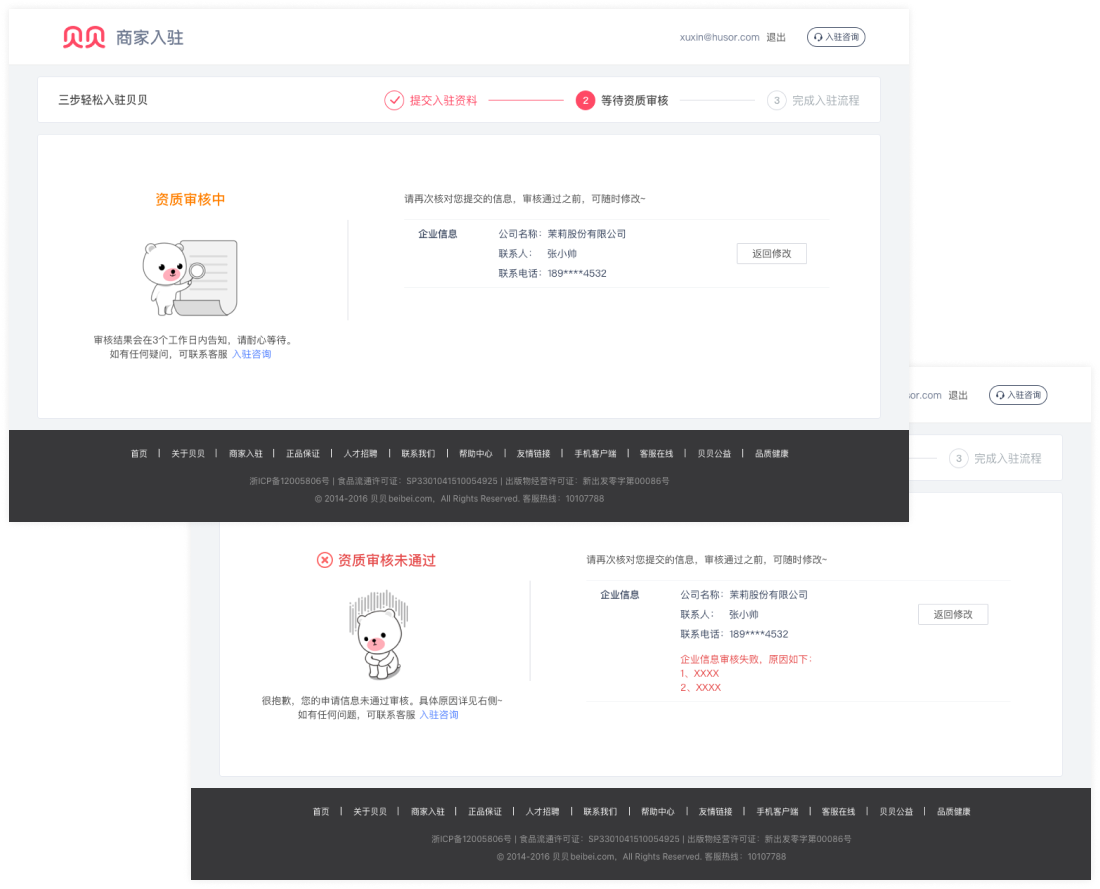 贝贝 商家入驻
xuxin@husor.com 退出 入驻咨询
三步轻松入驻贝贝 提交入驻资料 2 等待资质审核 3 完成入驻流程
资质审核中
请再次核对您提交的信息，审核通过之前，可随时修改~
企业信息 公司名称：茉莉股份有限公司
联系人： 张小帅
返回修改
联系电话：189****4532
审核结果会在3个工作日内告知，请耐心等待。
如有任何疑问，可联系客服 入驻咨询
首页 | 关于贝贝 | 商家入驻 | 正品保证 | 人才招聘 | 联系我们 | 帮助中心 | 友情链接 | 手机客户端 | 客服在线 | 贝贝公益 | 品质健康
浙ICP备12005806号 | 食品流通许可证：SP3301041510054925 | 出版物经营许可证：新出发零字第00086号
© 2014-2016 贝贝beibei.com，All Rights Reserved. 客服热线：10107788
sor.com 退出 入驻咨询
3 完成入驻流程
资质审核未通过
请再次核对您提交的信息，审核通过之前，可随时修改~
企业信息 公司名称：茉莉股份有限公司
联系人： 张小帅
返回修改
联系电话：189****4532
企业信息审核失败，原因如下：
1、XXXX
2、XXXX
很抱歉，您的申请信息未通过审核。具体原因详见右侧~
如有任何问题，可联系客服 入驻咨询
首页 | 关于贝贝 | 商家入驻 | 正品保证 | 人才招聘 | 联系我们 | 帮助中心 | 友情链接 | 手机客户端 | 客服在线 | 贝贝公益 | 品质健康
浙ICP备12005806号 | 食品流通许可证：SP3301041510054925 | 出版物经营许可证：新出发零字第00086号
© 2014-2016 贝贝beibei.com，All Rights Reserved. 客服热线：10107788